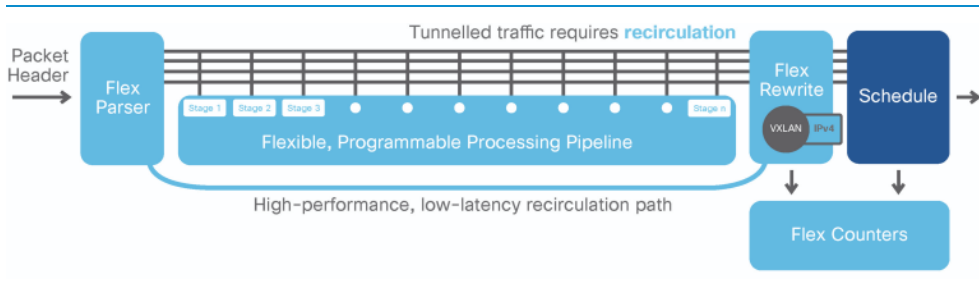 Tunnelled traffic requires recirculation
Packet
Header
Flex
Parser
Stage 1
Stage 2
Stage 3
Stage n
Flexible, Programmable Processing Pipeline
Flex
Rewrite
VXLAN
IPv4
Schedule
High-performance, low-latency recirculation path
Flex Counters